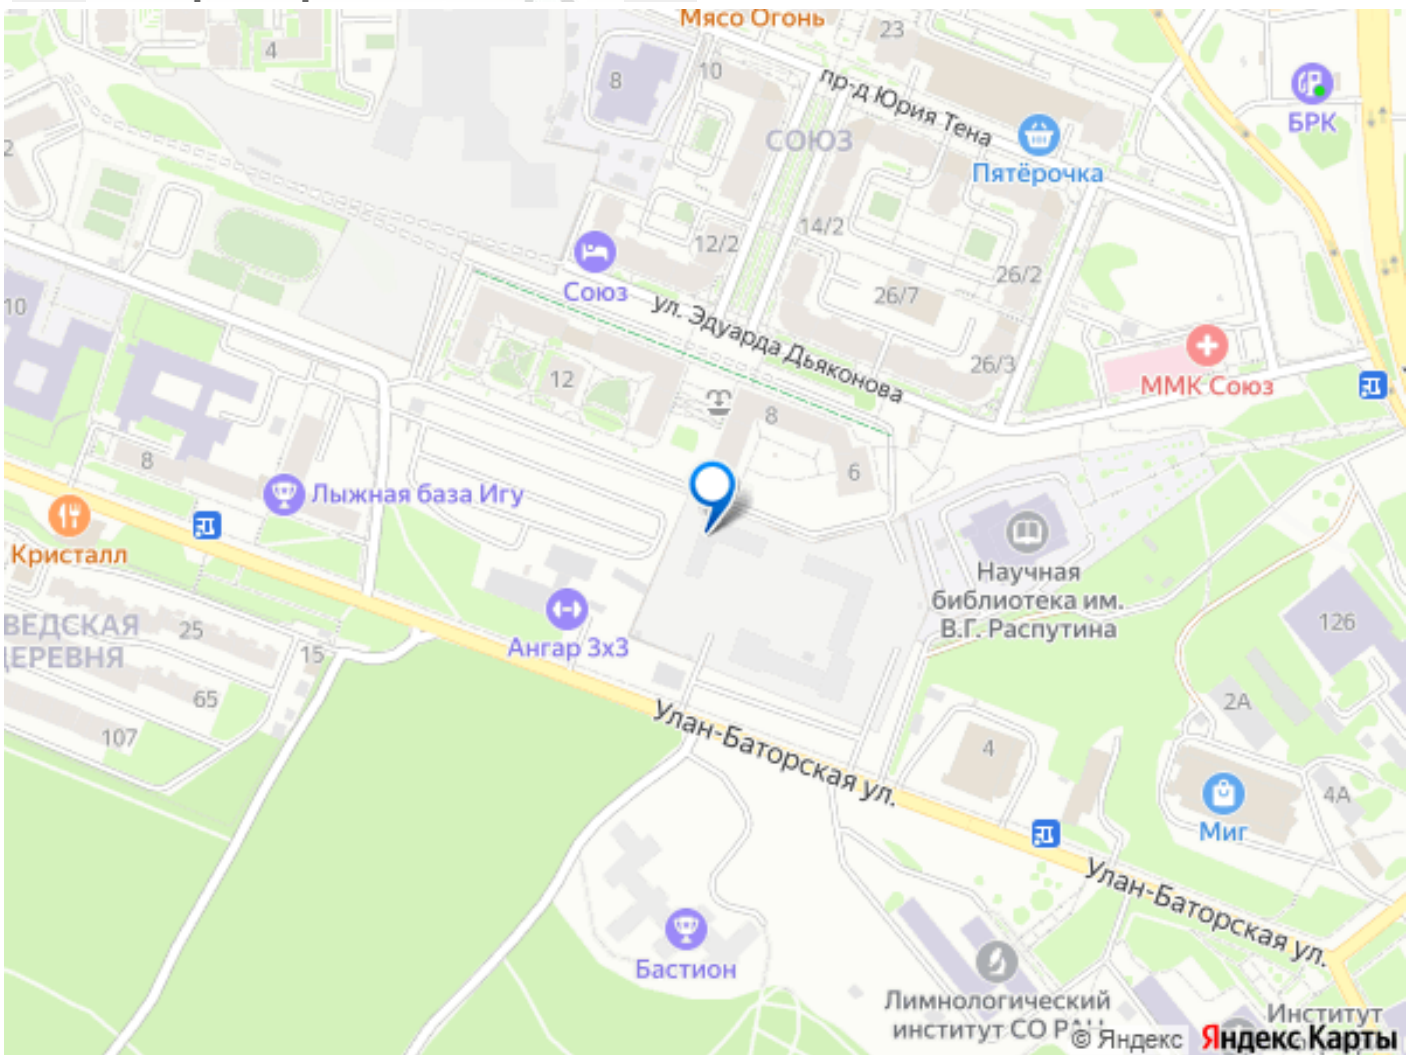 Мясо Огонь
23
4
8
10
пр-д Юрия Тена
БРК
СОЮЗ
Пятёрочка
2
12/2
14/2
26/2
Союз
26/7
10
ул. Эдуарда Дьяконова
26/3
ММК Союз
12
8
8
6
Лыжная база Игу
Кристалл
Научная
библиотека им.
В.Г. Распутина
126
ВЕДСКАЯ
ЕРЕВНЯ
25
15
Ангар 3х3
65
107
2А
Улан-Баторская ул.
4
4А
Миг
Улан-Баторская ул.
Бастион
Лимнологический
институт СО
Институт
© Яндекс Яндекс Карты